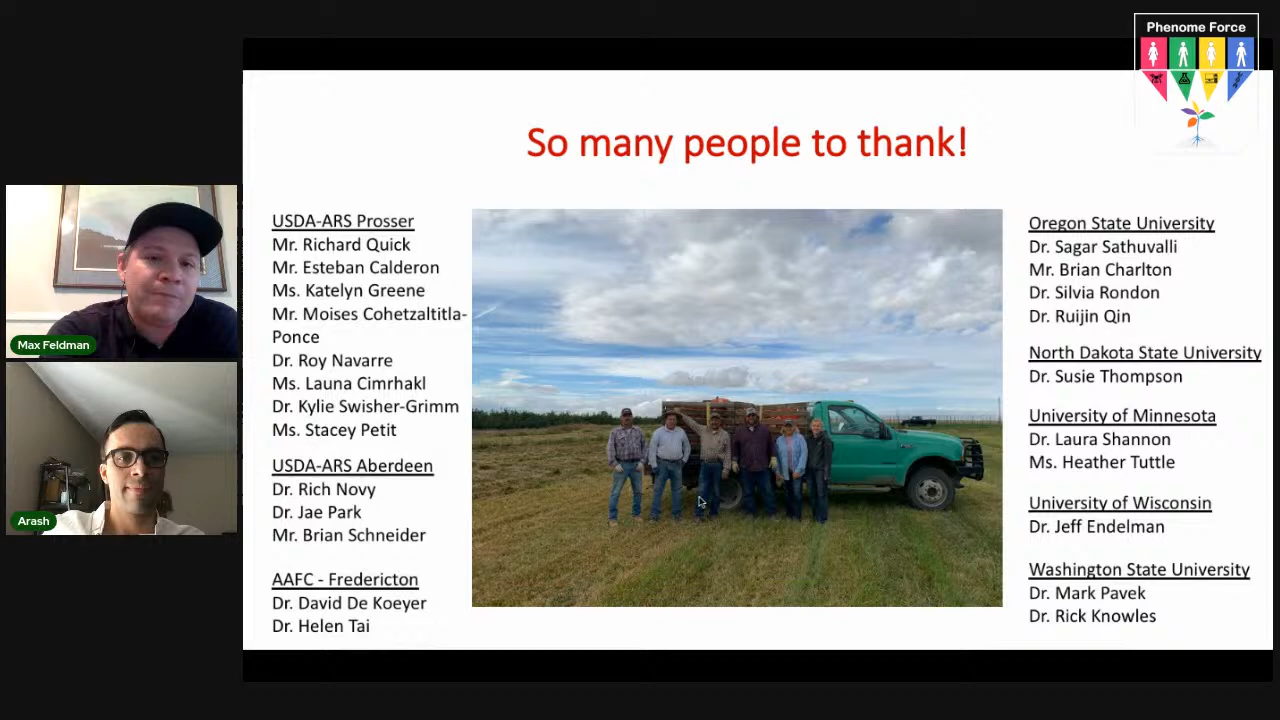 Phenome Force
So many people to thank!
USDA-ARS Prosser
Mr. Richard Quick
Mr. Esteban Calderon
Ms. Katelyn Greene
Mr. Moises Cohetzaltitla-
Ponce
Dr. Roy Navarre
Ms. Launa Cimrhakl
Dr. Kylie Swisher-Grimm
Ms. Stacey Petit
USDA-ARS Aberdeen
Dr. Rich Novy
Dr. Jae Park
Mr. Brian Schneider
AAFC - Fredericton
Dr. David De Koeyer
Dr. Helen Tai
Oregon State University
Dr. Sagar Sathuvalli
Mr. Brian Charlton
Dr. Silvia Rondon
Dr. Ruijin Qin
North Dakota State University
Dr. Susie Thompson
University of Minnesota
Dr. Laura Shannon
Ms. Heather Tuttle
University of Wisconsin
Dr. Jeff Endelman
Washington State University
Dr. Mark Pavek
Dr. Rick Knowles
Max Feldman
Arash